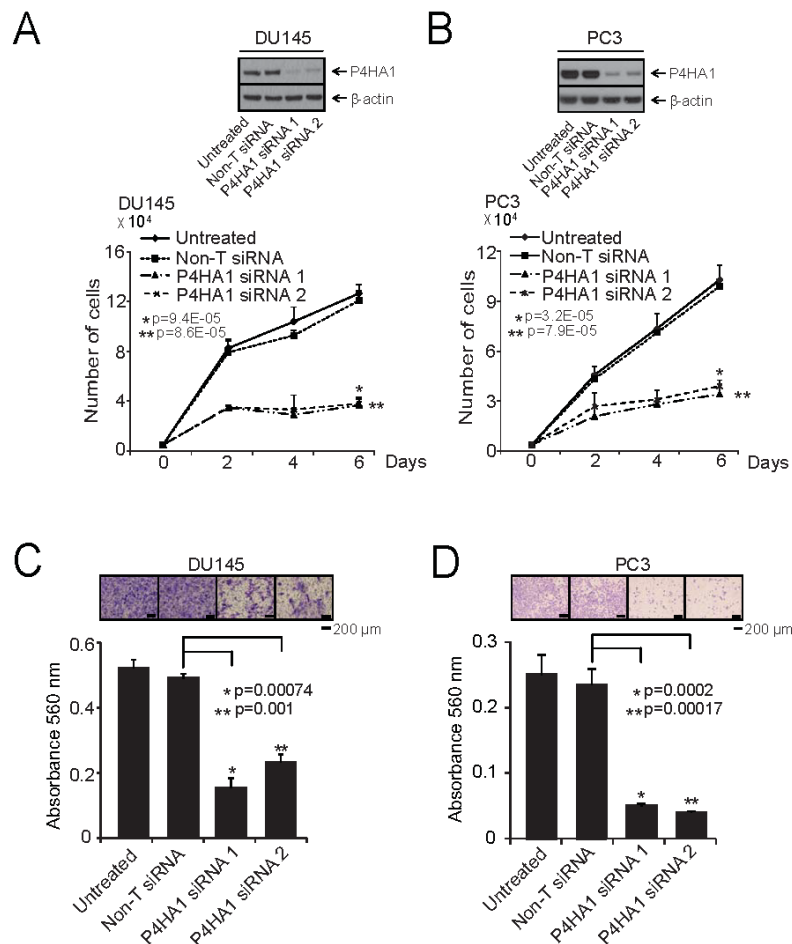 A
DU145
P4HA1
β-actin
Untreated
Non-T siRNA
P4HA1 siRNA 1
P4HA1 siRNA 2
DU145
X 10⁴
Number of cells
16
12
8
4
0
Untreated
Non-T siRNA
P4HA1 siRNA 1
P4HA1 siRNA 2
* p=9.4E-05
** p=8.6E-05
*
**
0 2 4 6 Days
B
PC3
P4HA1
β-actin
Untreated
Non-T siRNA
P4HA1 siRNA 1
P4HA1 siRNA 2
PC3
X 10⁴
Number of cells
12
9
6
3
0
Untreated
Non-T siRNA
P4HA1 siRNA 1
P4HA1 siRNA 2
* p=3.2E-05
** p=7.9E-05
*
**
0 2 4 6 Days
C
DU145
200 µm
Absorbance 560 nm
0.6
0.4
0.2
0
* p=0.00074
** p=0.001
*
**
Untreated
Non-T siRNA
P4HA1 siRNA 1
P4HA1 siRNA 2
D
PC3
200 µm
Absorbance 560 nm
0.3
0.2
0.1
0
* p=0.0002
** p=0.00017
*
**
Untreated
Non-T siRNA
P4HA1 siRNA 1
P4HA1 siRNA 2